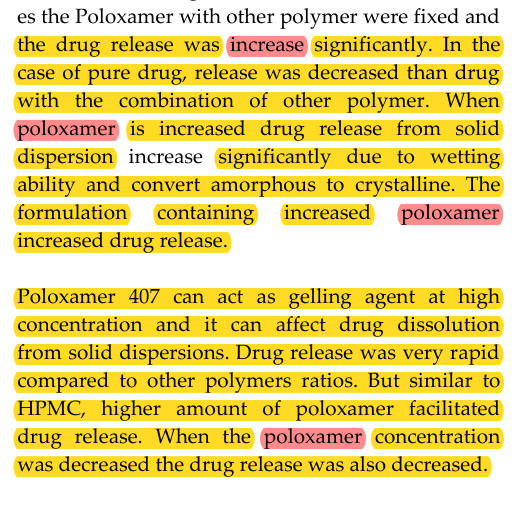 es the Poloxamer with other polymer were fixed and
the drug release was increase significantly. In the
case of pure drug, release was decreased than drug
with the combination of other polymer. When
poloxamer is increased drug release from solid
dispersion increase significantly due to wetting
ability and convert amorphous to crystalline. The
formulation containing increased poloxamer
increased drug release.
Poloxamer 407 can act as gelling agent at high
concentration and it can affect drug dissolution
from solid dispersions. Drug release was very rapid
compared to other polymers ratios. But similar to
HPMC, higher amount of poloxamer facilitated
drug release. When the poloxamer concentration
was decreased the drug release was also decreased.